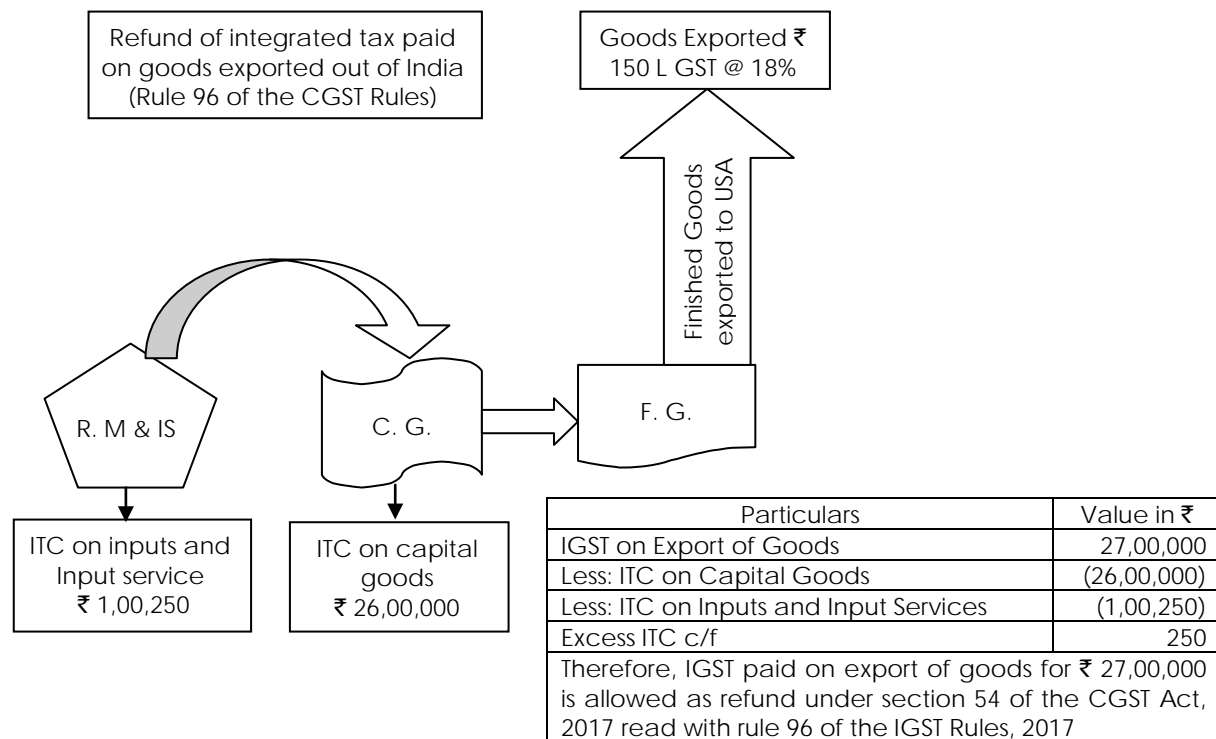 Refund of integrated tax paid
on goods exported out of India
(Rule 96 of the CGST Rules)
Goods Exported ₹
150 L GST @ 18%
Finished Goods
exported to USA
R. M & IS
C. G.
F. G.
ITC on inputs and
Input service
₹ 1,00,250
ITC on capital
goods
₹ 26,00,000
Particulars Value in ₹
IGST on Export of Goods 27,00,000
Less: ITC on Capital Goods (26,00,000)
Less: ITC on Inputs and Input Services (1,00,250)
Excess ITC c/f 250
Therefore, IGST paid on export of goods for ₹ 27,00,000
is allowed as refund under section 54 of the CGST Act,
2017 read with rule 96 of the IGST Rules, 2017